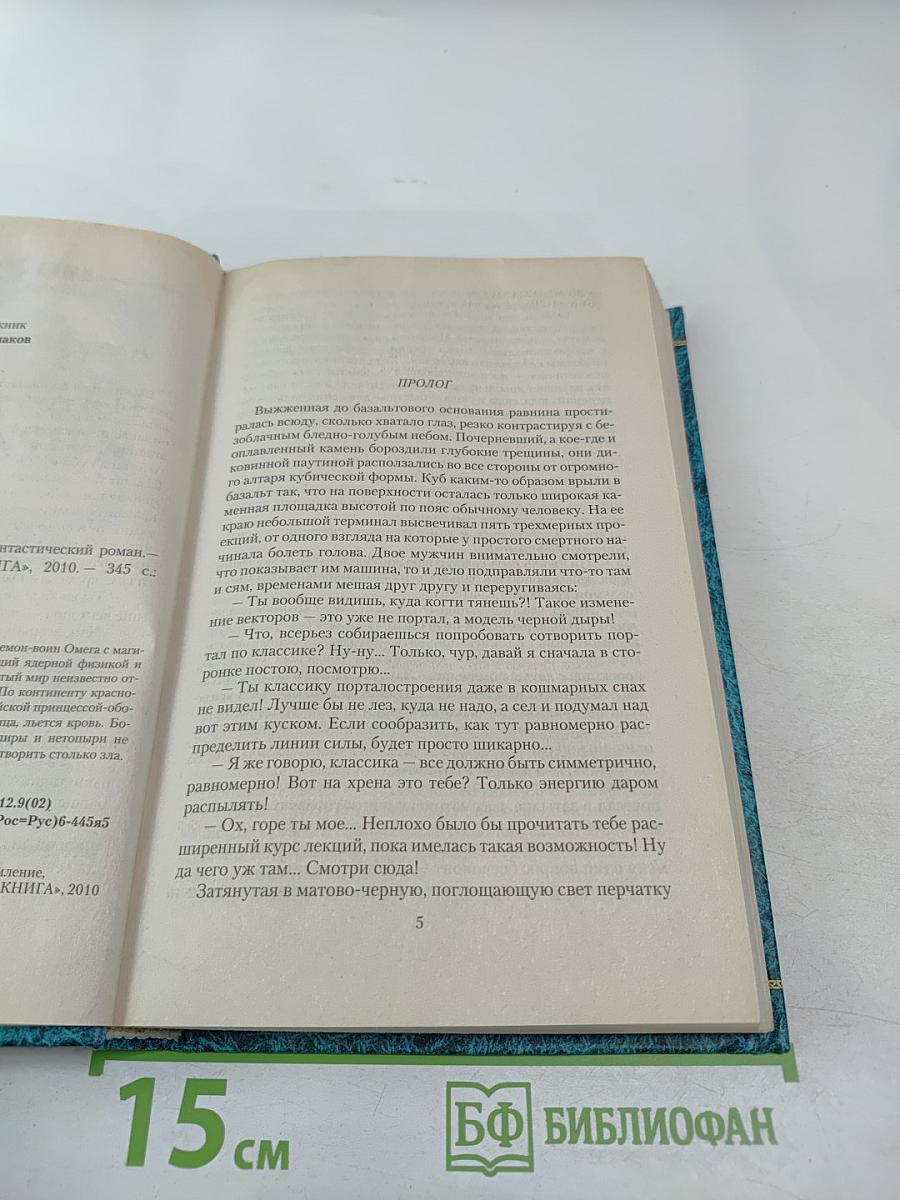 кник
наков
нтастический роман.—
ІГА», 2010.— 345 с.:
емон-воин Омега с маги-
ций ядерной физикой и
тый мир неизвестно от-
По континенту красно-
йской принцессой-обо-
ща, льется кровь. Бо-
пиры и нетопыри не
творить столько зла.
12.9(02)
Рос=Рус)6-445я5
иление,
КНИГА», 2010
ПРОЛОГ
Выжженная до базальтового основания равнина прости-
ралась всюду, сколько хватало глаз, резко контрастируя с бе-
зоблачным бледно-голубым небом. Почерневший, а кое-где и
оплавленный камень бороздили глубокие трещины, они ди-
ковинной паутиной расползались во все стороны от огромно-
го алтаря кубической формы. Куб каким-то образом врыли в
базальт так, что на поверхности осталась только широкая ка-
менная площадка высотой по пояс обычному человеку. На ее
краю небольшой терминал высвечивал пять трехмерных про-
екций, от одного взгляда на которые у простого смертного на-
чинала болеть голова. Двое мужчин внимательно смотрели,
что показывает им машина, то и дело подправляли что-то там
и сям, временами мешая друг другу и переругиваясь:
— Ты вообще видишь, куда когти тянешь?! Такое измене-
ние векторов — это уже не портал, а модель черной дыры!
— Что, всерьез собираешься попробовать сотворить пор-
тал по классике? Ну-ну... Только, чур, давай я сначала в сто-
ронке постою, посмотрю...
— Ты классику порталостроения даже в кошмарных снах
не видел! Лучше бы не лез, куда не надо, а сел и подумал над
вот этим куском. Если сообразить, как тут равномерно рас-
пределить линии силы, будет просто шикарно...
— Я же говорю, классика — все должно быть симметрично,
равномерно! Вот на хрена это тебе? Только энергию даром
распылять!
— Ох, горе ты мое... Неплохо было бы прочитать тебе рас-
ширенный курс лекций, пока имелась такая возможность! Ну
да чего уж там... Смотри сюда!
Затянутая в матово-черную, поглощающую свет перчатку
5
15 см
БФ БИБЛИОФАН